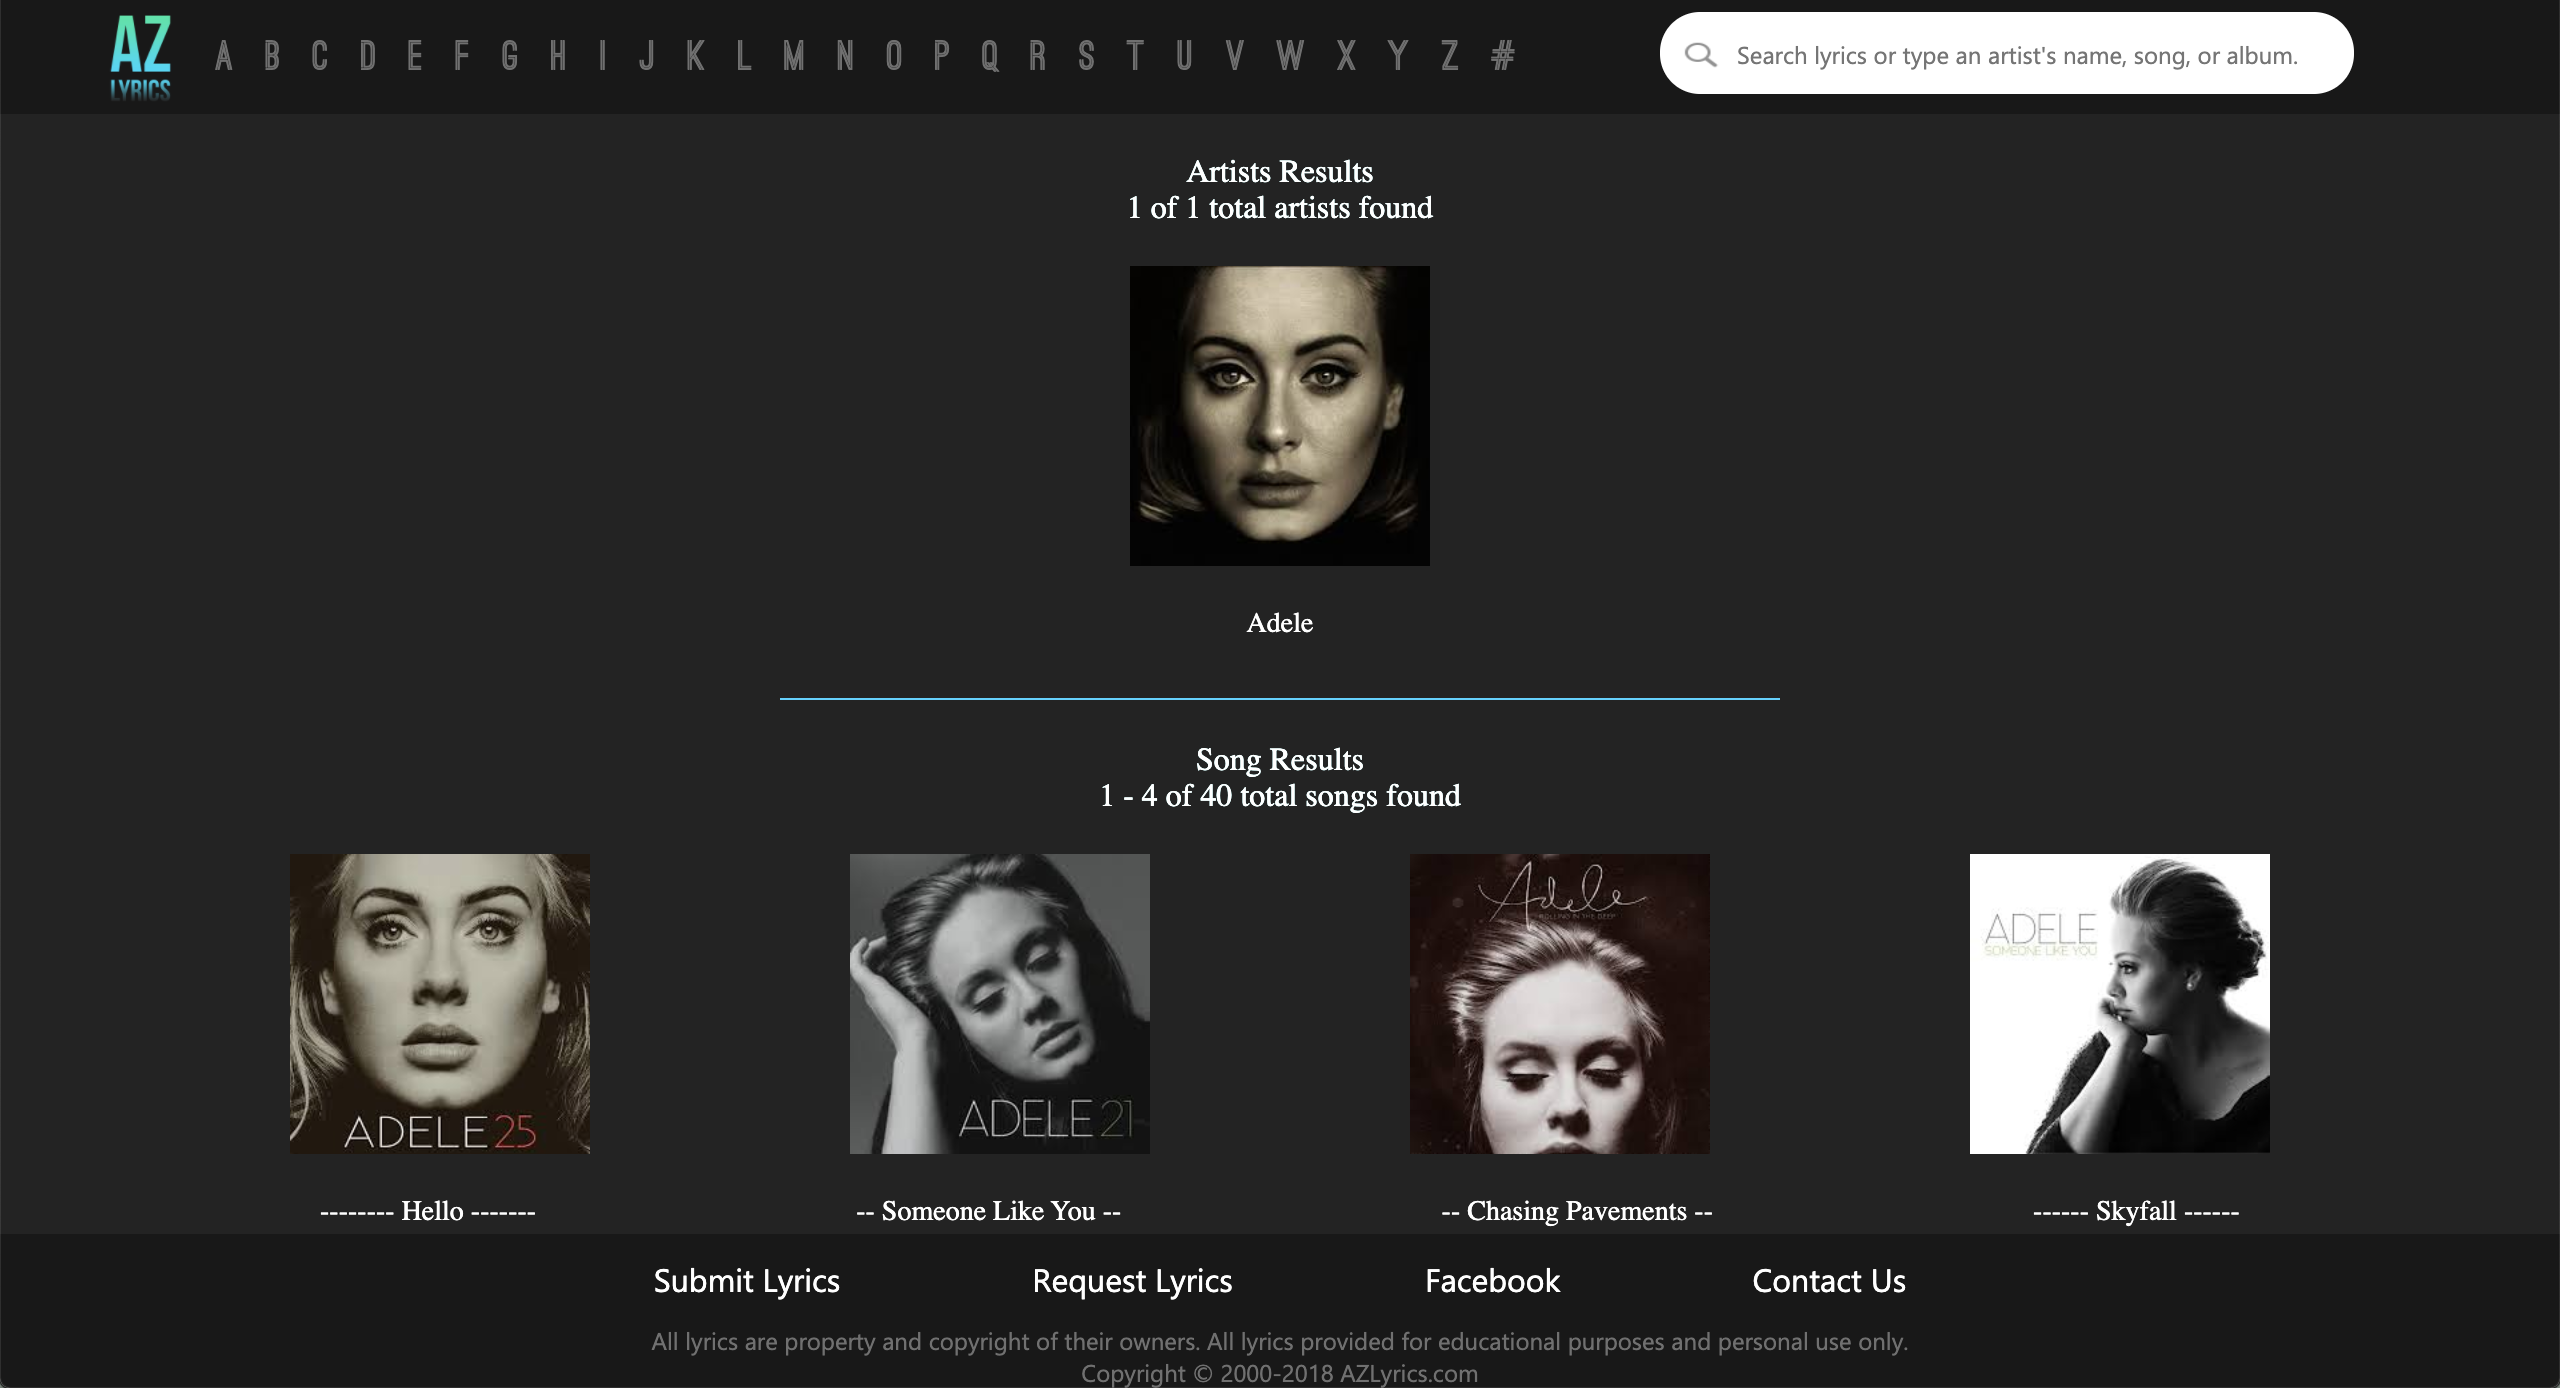 AZ
LYRICS
A B C D E F G H I J K L M N O P Q R S T U V W X Y Z #
Search lyrics or type an artist's name, song, or album.
Artists Results
1 of 1 total artists found
Adele
Song Results
1 - 4 of 40 total songs found
ADELE 25
ADELE 21
Adele
ROLLING IN THE DEEP
ADELE
SOMEONE LIKE YOU
-------- Hello -------
-- Someone Like You --
-- Chasing Pavements --
------ Skyfall ------
Submit Lyrics
Request Lyrics
Facebook
Contact Us
All lyrics are property and copyright of their owners. All lyrics provided for educational purposes and personal use only.
Copyright © 2000-2018 AZLyrics.com